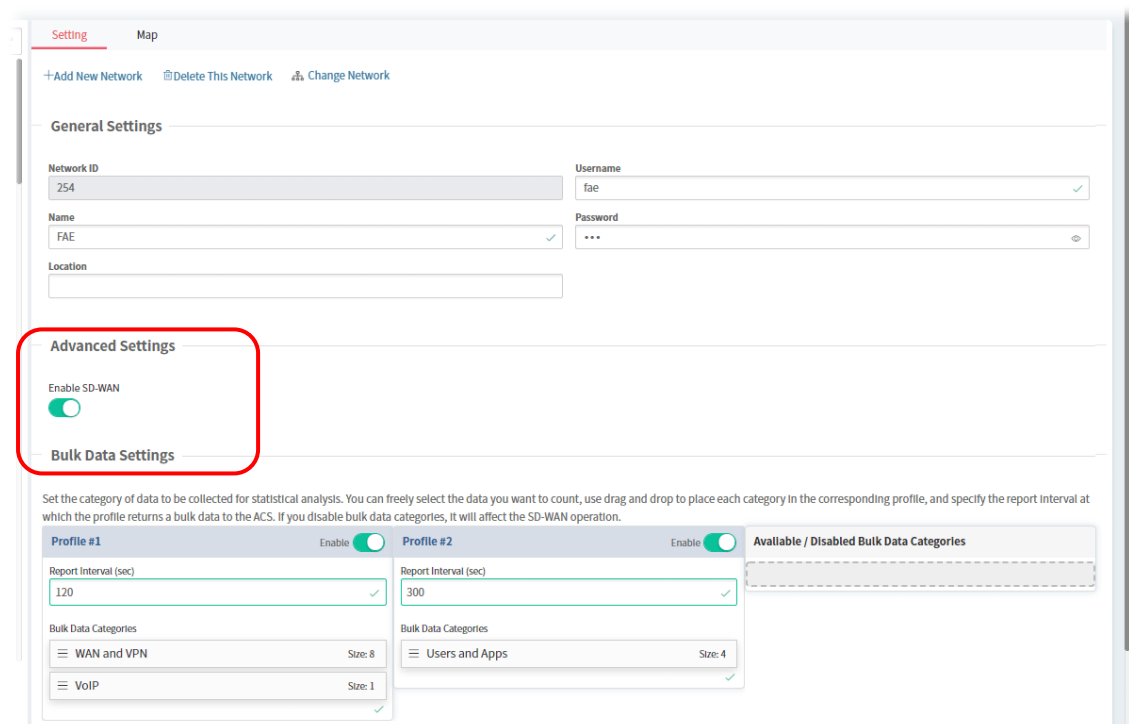 Setting Map
+Add New Network Delete This Network Change Network
General Settings
Network ID
254
Username
fae
Name
FAE
Password
•••
Location
Advanced Settings
Enable SD-WAN
Bulk Data Settings
Set the category of data to be collected for statistical analysis. You can freely select the data you want to count, use drag and drop to place each category in the corresponding profile, and specify the report interval at
which the profile returns a bulk data to the ACS. If you disable bulk data categories, it will affect the SD-WAN operation.
Profile #1 Enable
Report Interval (sec)
120
Bulk Data Categories
WAN and VPN Size: 8
VoIP Size: 1
Profile #2 Enable
Report Interval (sec)
300
Bulk Data Categories
Users and Apps Size: 4
Available / Disabled Bulk Data Categories